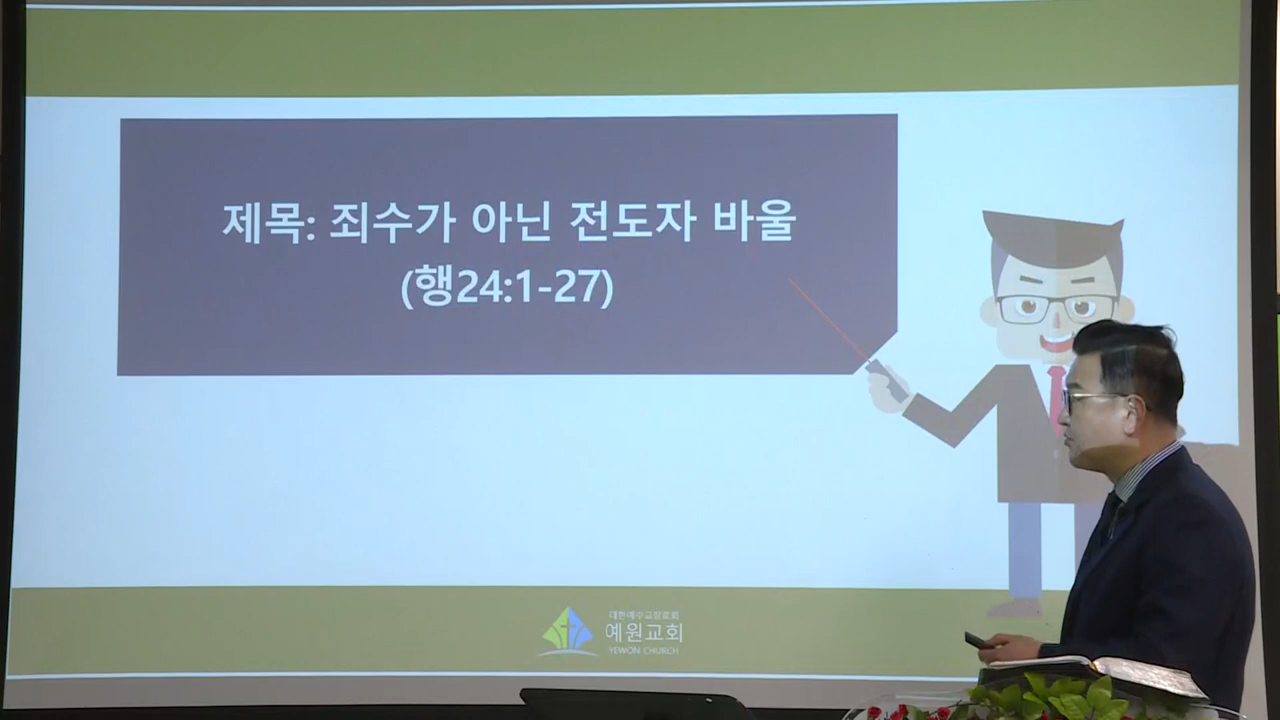 제목: 죄수가 아닌 전도자 바울
(행24:1-27)
대한예수교장로회
예원교회
YEWON CHURCH